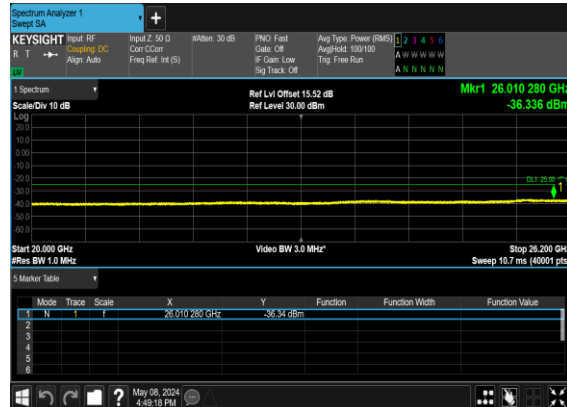 Spectrum Analyzer 1
Swept SA
+
KEYSIGHT Input: RF Input Z: 50 Ω #Atten: 30 dB PNO: Fast Avg Type: Power (RMS) 1 2 3 4 5 6
R T Coupling: DC Corr CCorr Gate: Off Avg|Hold: 100/100 A W W W W W
Align: Auto Freq Ref: Int (S) IF Gain: Low Trig: Free Run
Sig Track: Off A N N N N N
1 Spectrum Ref Lvl Offset 15.52 dB Mkr1 26.010 280 GHz
Scale/Div 10 dB Ref Level 30.00 dBm -36.336 dBm
Log
20.0
10.0
0.00
-10.0
-20.0
DL1 -25.00
1
-30.0
-40.0
-50.0
-60.0
Start 20.000 GHz Video BW 3.0 MHz* Stop 26.200 GHz
#Res BW 1.0 MHz Sweep 10.7 ms (40001 pts
5 Marker Table
Mode Trace Scale X Y Function Function Width Function Value
1 N 1 f 26.010 280 GHz -36.34 dBm
2
3
4
5
6
? May 08, 2024
4:49:18 PM